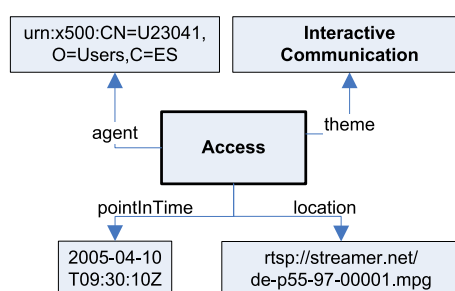 urn:x500:CN=U23041,
O=Users,C=ES
Interactive
Communication
agent
theme
Access
pointInTime
location
2005-04-10
T09:30:10Z
rtsp://streamer.net/
de-p55-97-00001.mpg